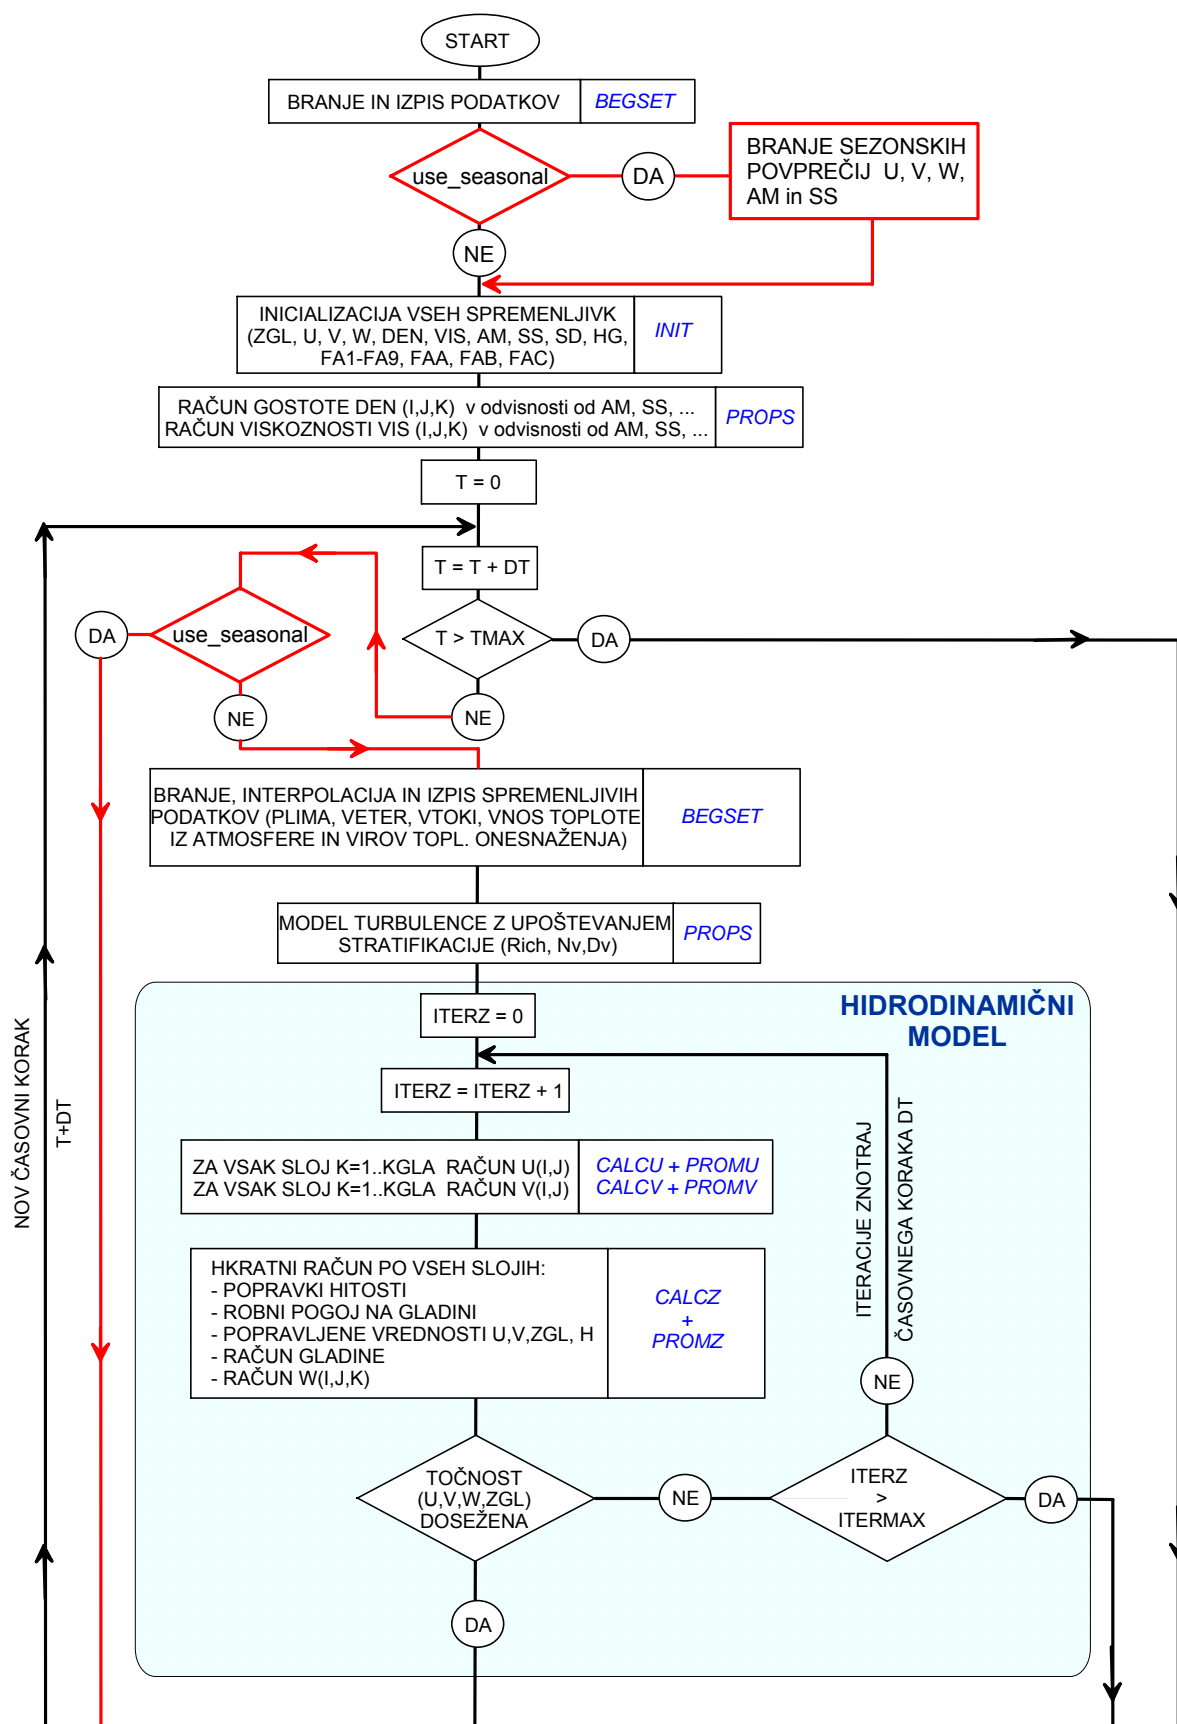 START
BRANJE IN IZPIS PODATKOV
BEGSET
use_seasonal
DA
BRANJE SEZONSKIH
POVPREČIJ U, V, W,
AM in SS
NE
INICIALIZACIJA VSEH SPREMENLJIVK
(ZGL, U, V, W, DEN, VIS, AM, SS, SD, HG,
FA1-FA9, FAA, FAB, FAC)
INIT
RAČUN GOSTOTE DEN (I,J,K) v odvisnosti od AM, SS, ...
RAČUN VISKOZNOSTI VIS (I,J,K) v odvisnosti od AM, SS, ...
PROPS
T = 0
T = T + DT
DA
use_seasonal
T > TMAX
DA
NE
NE
BRANJE, INTERPOLACIJA IN IZPIS SPREMENLJIVIH
PODATKOV (PLIMA, VETER, VTOKI, VNOS TOPLOTE
IZ ATMOSFERE IN VIROV TOPL. ONESNAŽENJA)
BEGSET
MODEL TURBULENCE Z UPOŠTEVANJEM
STRATIFIKACIJE (Rich, Nv,Dv)
PROPS
HIDRODINAMIČNI
MODEL
ITERZ = 0
ITERZ = ITERZ + 1
NOV ČASOVNI KORAK
T+DT
ZA VSAK SLOJ K=1..KGLA RAČUN U(I,J)
ZA VSAK SLOJ K=1..KGLA RAČUN V(I,J)
CALCU + PROMU
CALCV + PROMV
ITERACIJE ZNOTRAJ
ČASOVNEGA KORAKA DT
HKRATNI RAČUN PO VSEH SLOJIH:
- POPRAVKI HITOSTI
- ROBNI POGOJ NA GLADINI
- POPRAVLJENE VREDNOSTI U,V,ZGL, H
- RAČUN GLADINE
- RAČUN W(I,J,K)
CALCZ
+
PROMZ
NE
TOČNOST
(U,V,W,ZGL)
DOSEŽENA
NE
ITERZ
>
ITERMAX
DA
DA